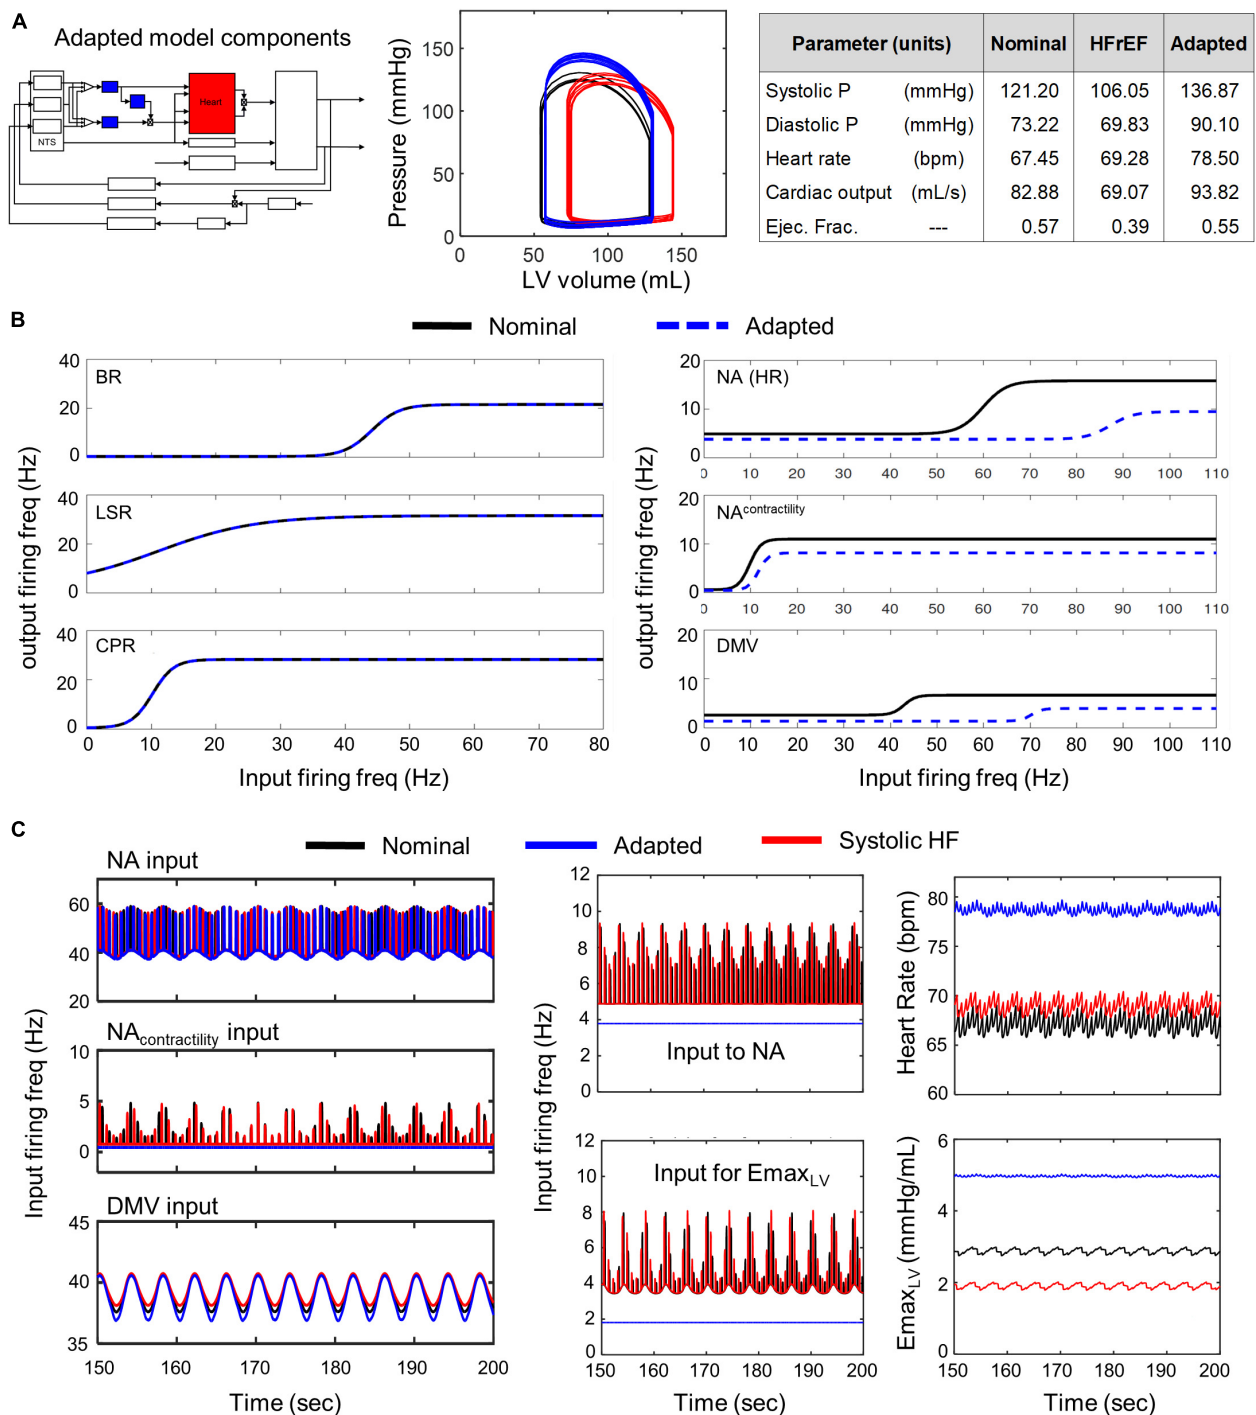 A
Adapted model components
Heart
NTS
Pressure (mmHg)
150
100
50
0
0 50 100 150
LV volume (mL)
Parameter (units) Nominal HFrEF Adapted
Systolic P (mmHg) 121.20 106.05 136.87
Diastolic P (mmHg) 73.22 69.83 90.10
Heart rate (bpm) 67.45 69.28 78.50
Cardiac output (mL/s) 82.88 69.07 93.82
Ejec. Frac. --- 0.57 0.39 0.55
B
Nominal Adapted
output firing freq (Hz)
40
20
0
BR
40
20
0
LSR
40
20
0
CPR
0 10 20 30 40 50 60 70 80
Input firing freq (Hz)
output firing freq (Hz)
20
10
0
NA (HR)
0 10 20 30 40 50 60 70 80 90 100 110
20
10
0
NAcontractility
0 10 20 30 40 50 60 70 80 90 100 110
20
10
0
DMV
0 10 20 30 40 50 60 70 80 90 100 110
Input firing freq (Hz)
C
Nominal Adapted Systolic HF
Input firing freq (Hz)
NA input
60
40
20
NAcontractility input
10
5
0
DMV input
45
40
35
150 160 170 180 190 200
Time (sec)
Input firing freq (Hz)
12
10
8
6
4
2
0
Input to NA
150 160 170 180 190 200
12
10
8
6
4
2
0
Input for EmaxLV
150 160 170 180 190 200
Time (sec)
Heart Rate (bpm)
80
75
70
65
60
150 160 170 180 190 200
EmaxLV (mmHg/mL)
6
4
2
0
150 160 170 180 190 200
Time (sec)